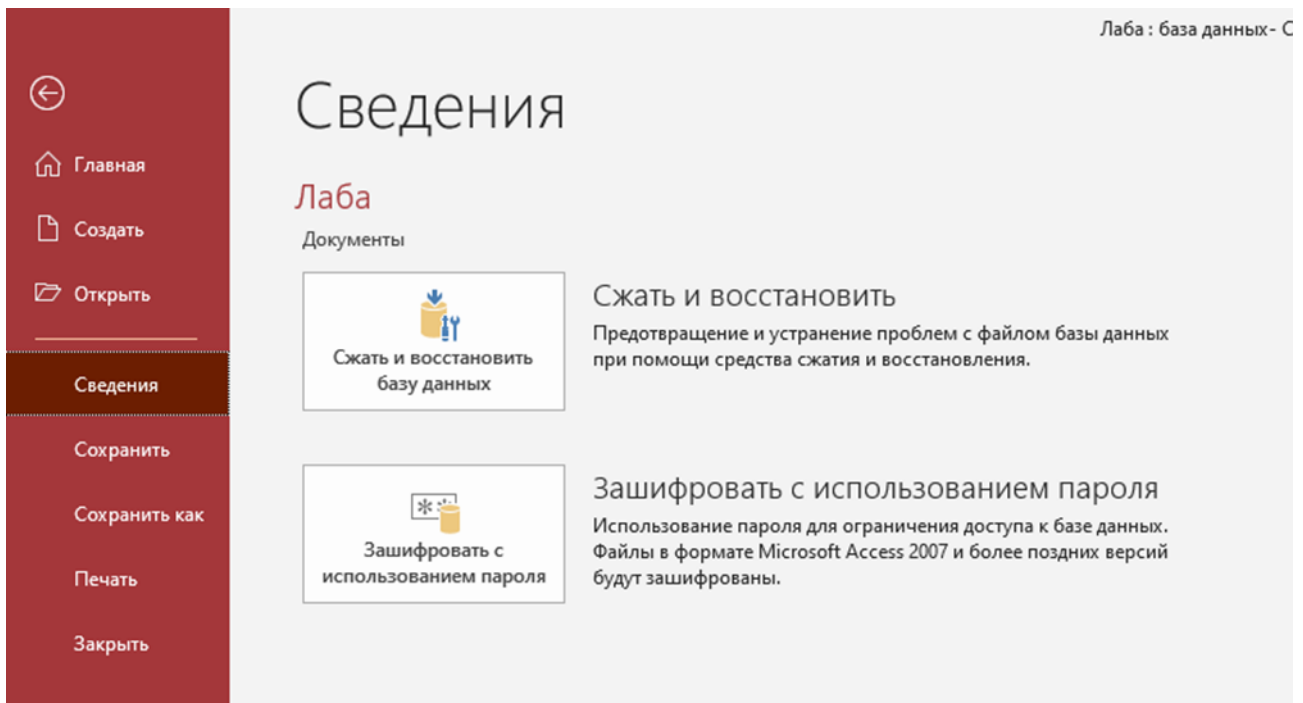 Лаба : база данных- С
Сведения
Главная
Создать
Открыть
Сведения
Сохранить
Сохранить как
Печать
Закрыть
Лаба
Документы
Сжать и восстановить
базу данных
Сжать и восстановить
Предотвращение и устранение проблем с файлом базы данных
при помощи средства сжатия и восстановления.
Зашифровать с
использованием пароля
Зашифровать с использованием пароля
Использование пароля для ограничения доступа к базе данных.
Файлы в формате Microsoft Access 2007 и более поздних версий
будут зашифрованы.